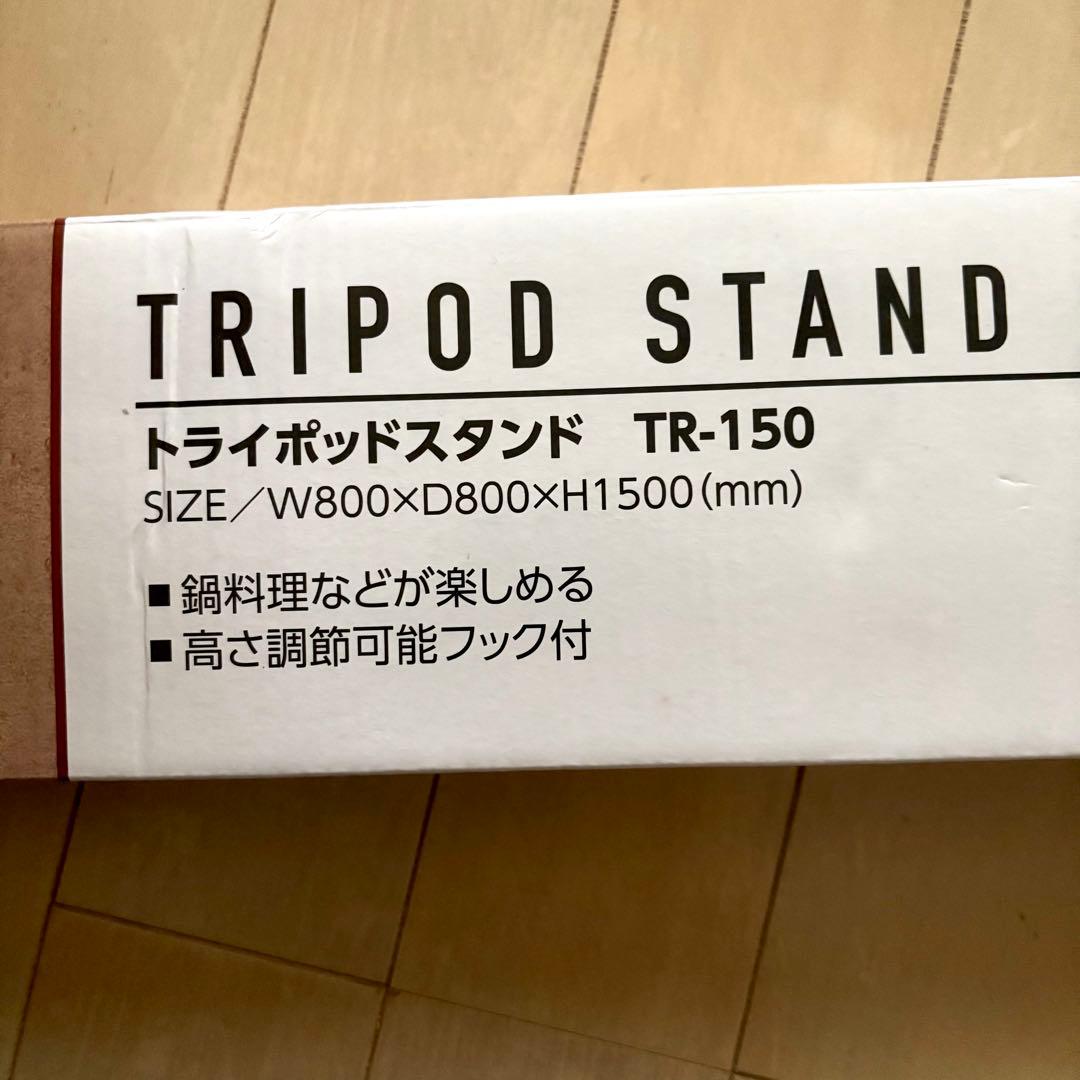 TRIPOD STAND
トライポッドスタンド TR-150
SIZE／W800×D800×H1500(mm)
■鍋料理などが楽しめる
■高さ調節可能フック付